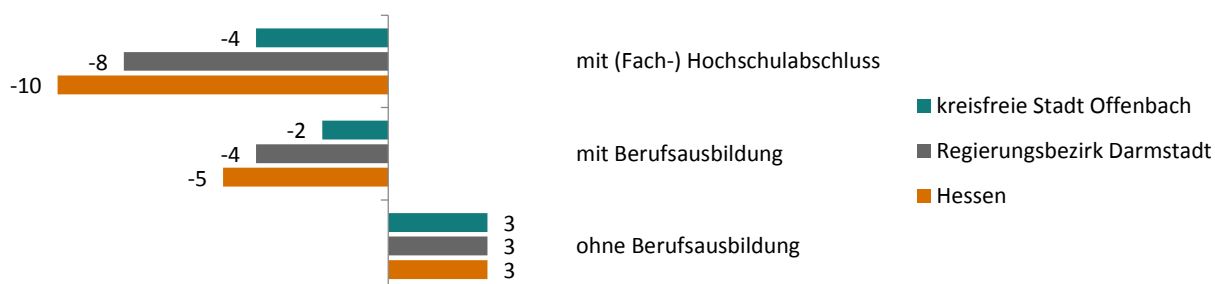 -4
-8
-10
mit (Fach-) Hochschulabschluss
-2
-4
-5
mit Berufsausbildung
3
3
3
ohne Berufsausbildung
kreisfreie Stadt Offenbach
Regierungsbezirk Darmstadt
Hessen